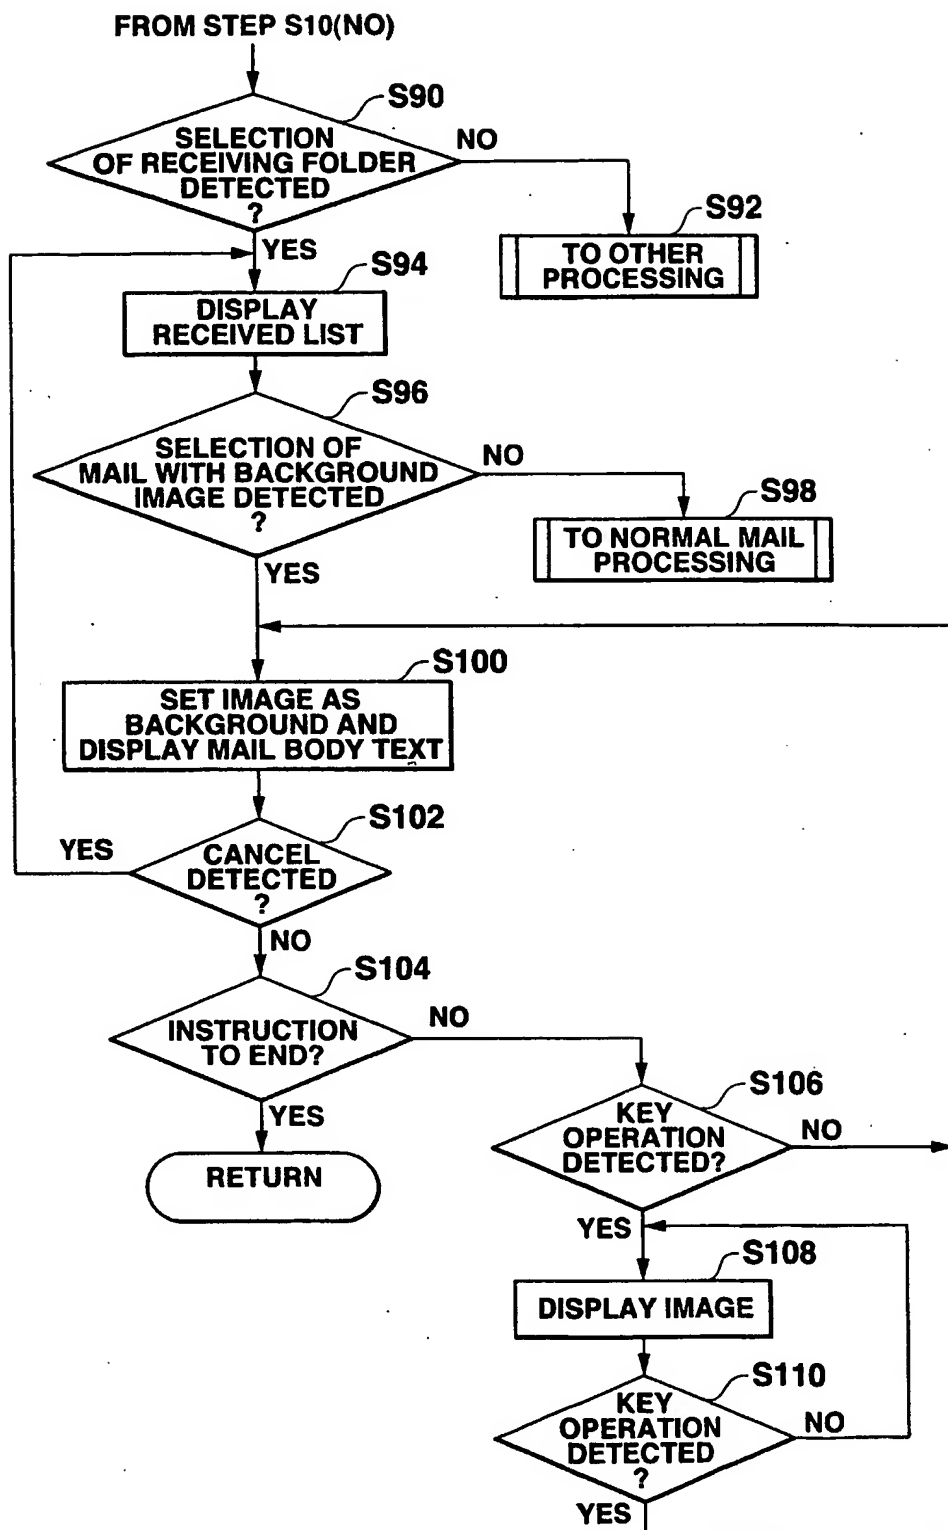 FROM STEP S10(NO)
S90
SELECTION
OF RECEIVING FOLDER
DETECTED
?
NO
YES
S92
TO OTHER
PROCESSING
S94
DISPLAY
RECEIVED LIST
S96
SELECTION OF
MAIL WITH BACKGROUND
IMAGE DETECTED
?
NO
YES
S98
TO NORMAL MAIL
PROCESSING
S100
SET IMAGE AS
BACKGROUND AND
DISPLAY MAIL BODY TEXT
S102
YES
CANCEL
DETECTED
?
NO
S104
INSTRUCTION
TO END?
NO
YES
RETURN
S106
KEY
OPERATION
DETECTED?
NO
YES
S108
DISPLAY IMAGE
S110
KEY
OPERATION
DETECTED
?
NO
YES